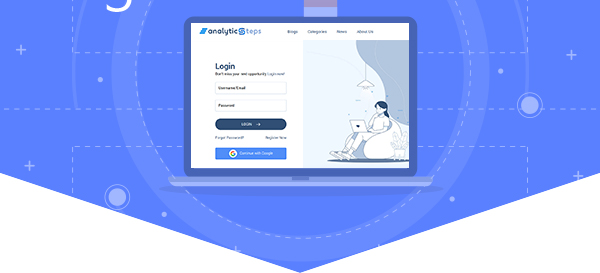 analytic Steps
Blogs Categories News About Us
Login
Don't miss your next opportunity Login now!
Username/Email
Password
LOGIN →
Forgot Password? Register Now
Continue with Google